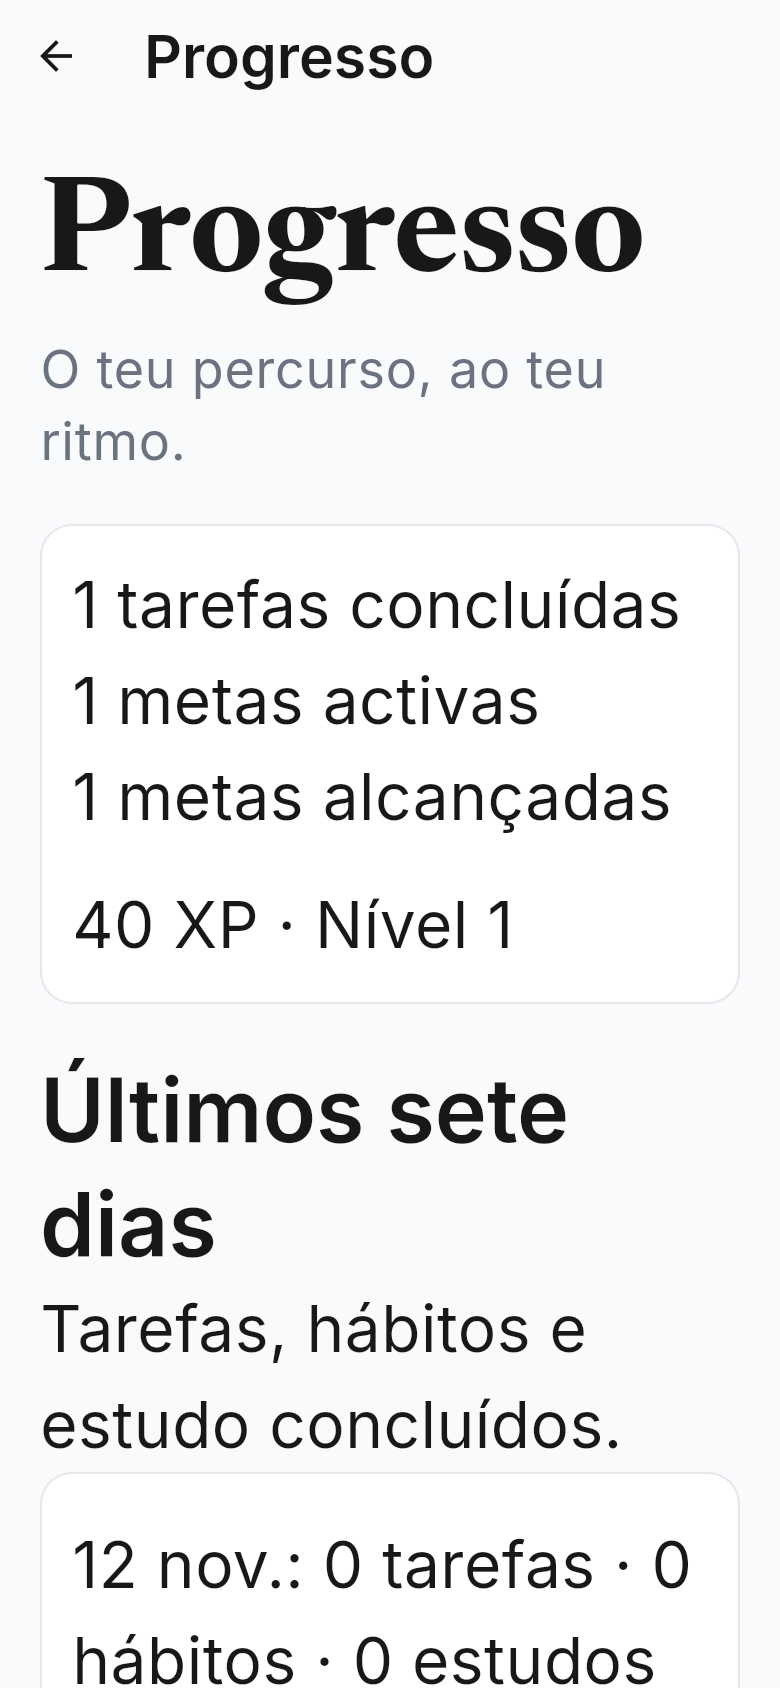 Progresso
Progresso
O teu percurso, ao teu
ritmo.
1 tarefas concluídas
1 metas activas
1 metas alcançadas
40 XP · Nível 1
Últimos sete
dias
Tarefas, hábitos e
estudo concluídos.
12 nov.: 0 tarefas · 0
hábitos · 0 estudos